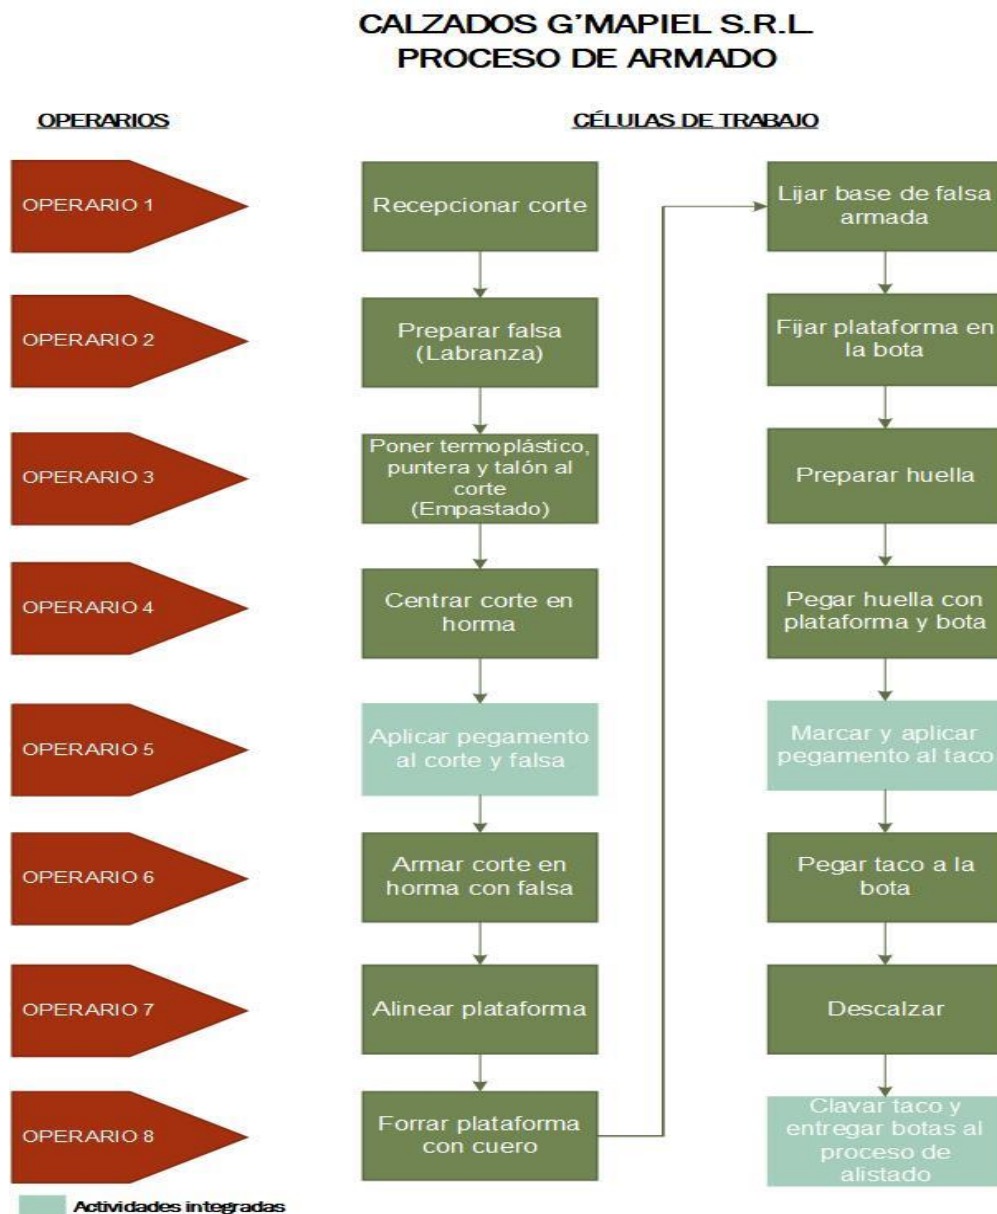 CALZADOS G'MAPIEL S.R.L
PROCESO DE ARMADO
OPERARIOS
CÉLULAS DE TRABAJO
OPERARIO 1
Recepcionar corte
Lijar base de falsa
armada
OPERARIO 2
Preparar falsa
(Labranza)
Fijar plataforma en
la bota
OPERARIO 3
Poner termoplástico,
puntera y talón al
corte
(Empastado)
Preparar huella
OPERARIO 4
Centrar corte en
horma
Pegar huella con
plataforma y bota
OPERARIO 5
Aplicar pegamento
al corte y falsa
Marcar y aplicar
pegamento al taco
OPERARIO 6
Armar corte en
horma con falsa
Pegar taco a la
bota
OPERARIO 7
Alinear plataforma
Descalzar
OPERARIO 8
Forrar plataforma
con cuero
Clavar taco y
entregar botas al
proceso de
alistado
Actividades integradas